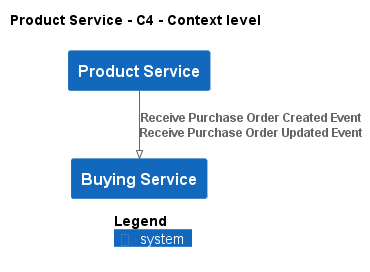 Product Service - C4 - Context level
Product Service
Receive Purchase Order Created Event
Receive Purchase Order Updated Event
Buying Service
Legend
system